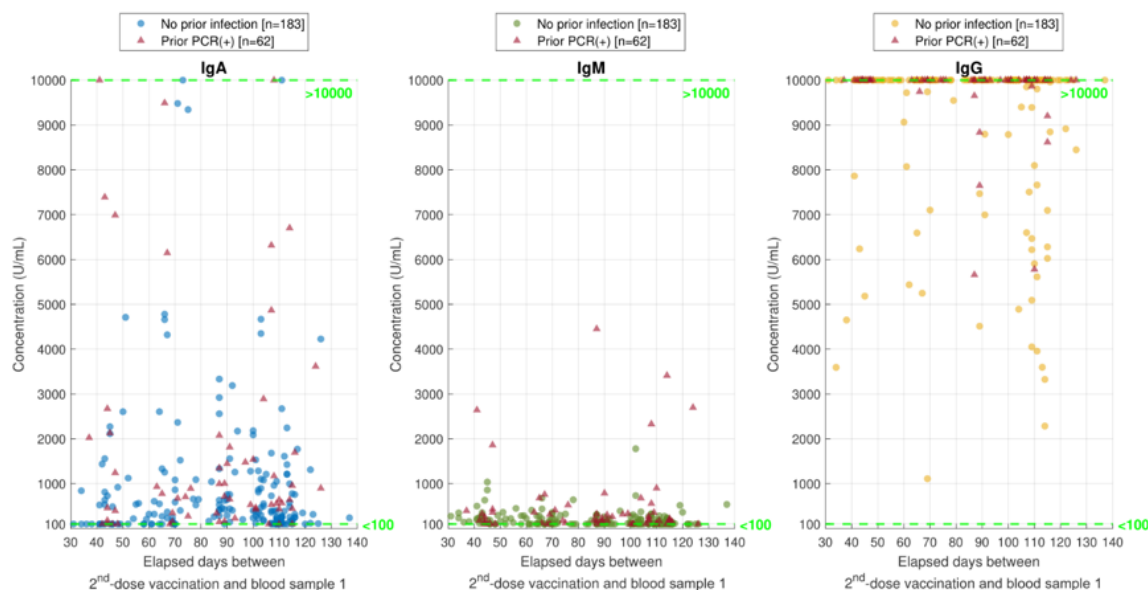 No prior infection [n=183]
Prior PCR(+) [n=62]
IgA
>10000
10000
9000
8000
7000
6000
5000
4000
3000
2000
1000
100
<100
Concentration (U/mL)
30 40 50 60 70 80 90 100 110 120 130 140
Elapsed days between
2nd-dose vaccination and blood sample 1
No prior infection [n=183]
Prior PCR(+) [n=62]
IgM
>10000
10000
9000
8000
7000
6000
5000
4000
3000
2000
1000
100
<100
Concentration (U/mL)
30 40 50 60 70 80 90 100 110 120 130 140
Elapsed days between
2nd-dose vaccination and blood sample 1
No prior infection [n=183]
Prior PCR(+) [n=62]
IgG
>10000
10000
9000
8000
7000
6000
5000
4000
3000
2000
1000
100
<100
Concentration (U/mL)
30 40 50 60 70 80 90 100 110 120 130 140
Elapsed days between
2nd-dose vaccination and blood sample 1